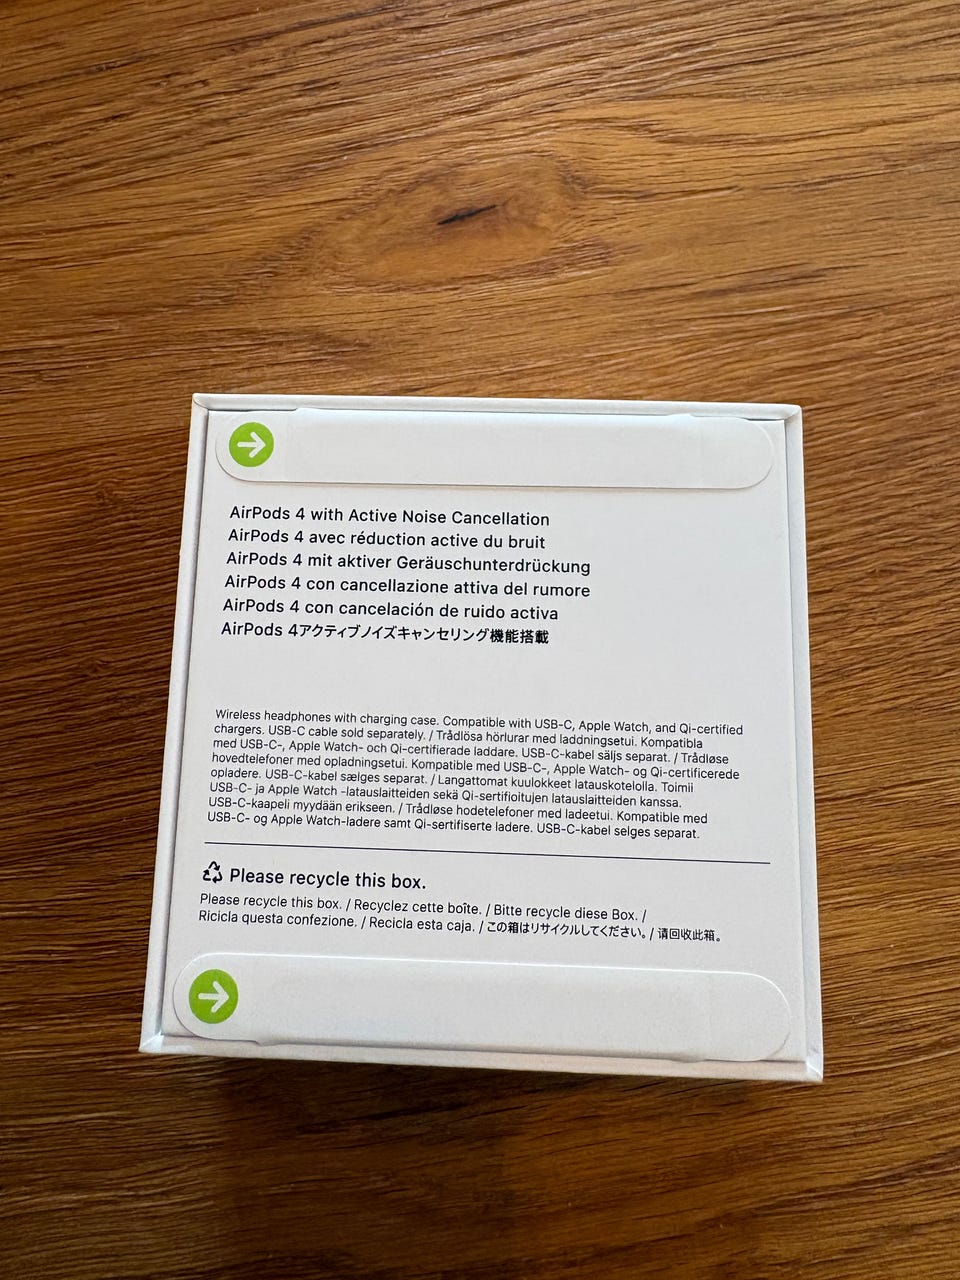 AirPods 4 with Active Noise Cancellation
AirPods 4 avec réduction active du bruit
AirPods 4 mit aktiver Geräuschunterdrückung
AirPods 4 con cancellazione attiva del rumore
AirPods 4 con cancelación de ruido activa
AirPods 4アクティブノイズキャンセリング機能搭載
Wireless headphones with charging case. Compatible with USB-C, Apple Watch, and Qi-certified
chargers. USB-C cable sold separately. / Trådlösa hörlurar med laddningsetui. Kompatibla
med USB-C-, Apple Watch- och Qi-certifierade laddare. USB-C-kabel säljs separat. / Trådløse
hovedtelefoner med opladningsetui. Kompatible med USB-C-, Apple Watch- og Qi-certificerede
opladere. USB-C-kabel sælges separat. / Langattomat kuulokkeet latauskotelolla. Toimii
USB-C- ja Apple Watch -latauslaitteiden sekä Qi-sertifioitujen latauslaitteiden kanssa.
USB-C-kaapeli myydään erikseen. / Trådløse hodetelefoner med ladeetui. Kompatible med
USB-C- og Apple Watch-ladere samt Qi-sertifiserte ladere. USB-C-kabel selges separat.
Please recycle this box.
Please recycle this box. / Recyclez cette boîte. / Bitte recycle diese Box. /
Ricicla questa confezione. / Recicla esta caja. / この箱はリサイクルしてください。/ 请回收此箱。